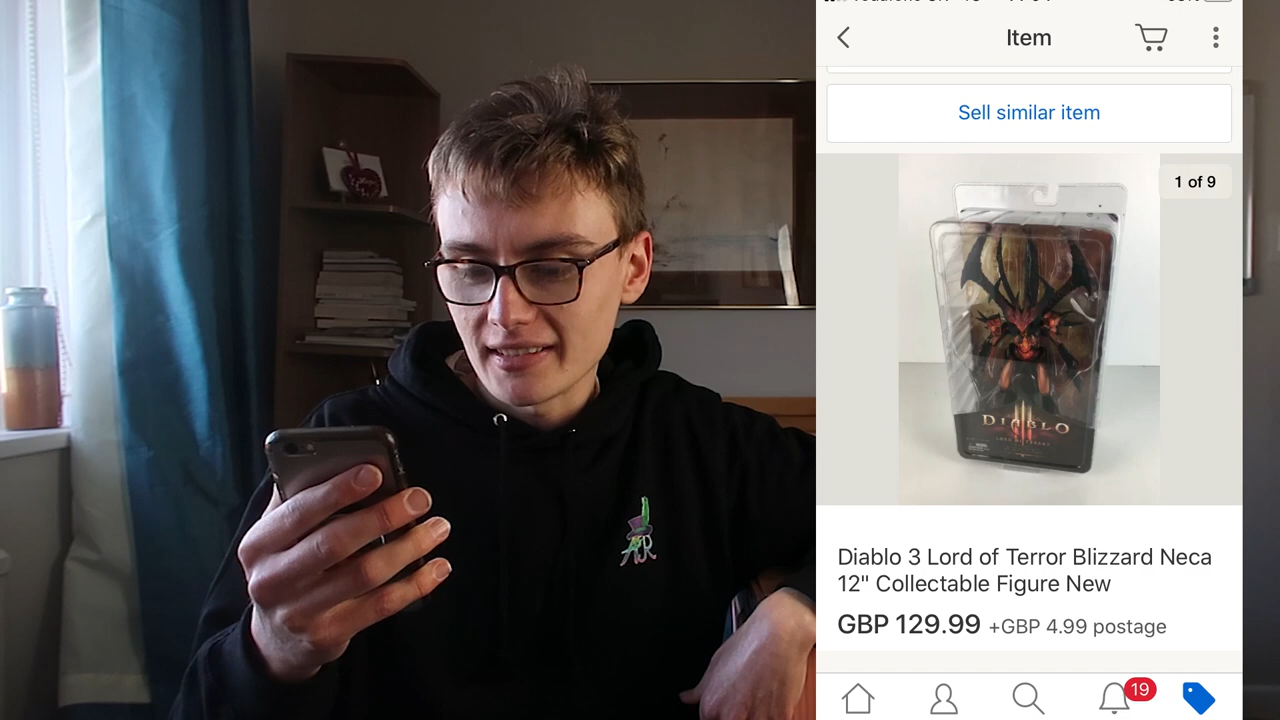 Item
Sell similar item
1 of 9
DIABLO
Diablo 3 Lord of Terror Blizzard Neca
12" Collectable Figure New
GBP 129.99 +GBP 4.99 postage
19
AR